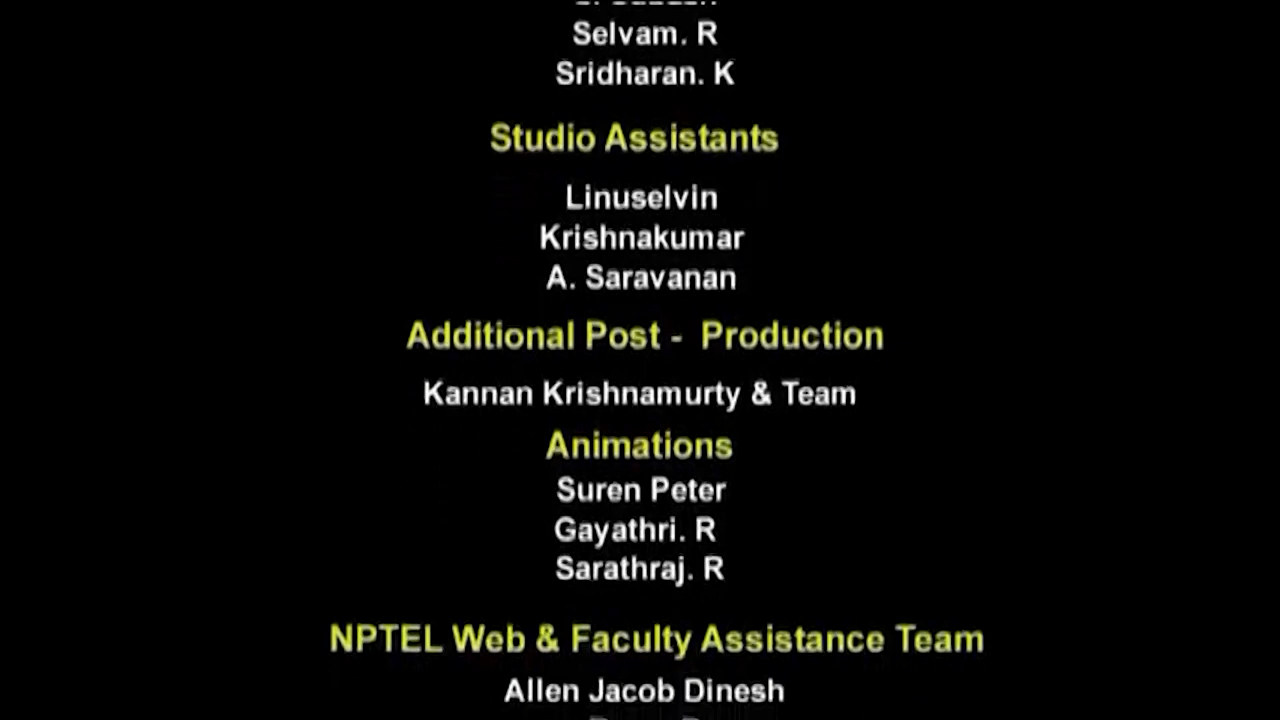 Selvam. R
Sridharan. K
Studio Assistants
Linuselvin
Krishnakumar
A. Saravanan
Additional Post -  Production
Kannan Krishnamurty & Team
Animations
Suren Peter
Gayathri. R
Sarathraj. R
NPTEL Web & Faculty Assistance Team
Allen Jacob Dinesh